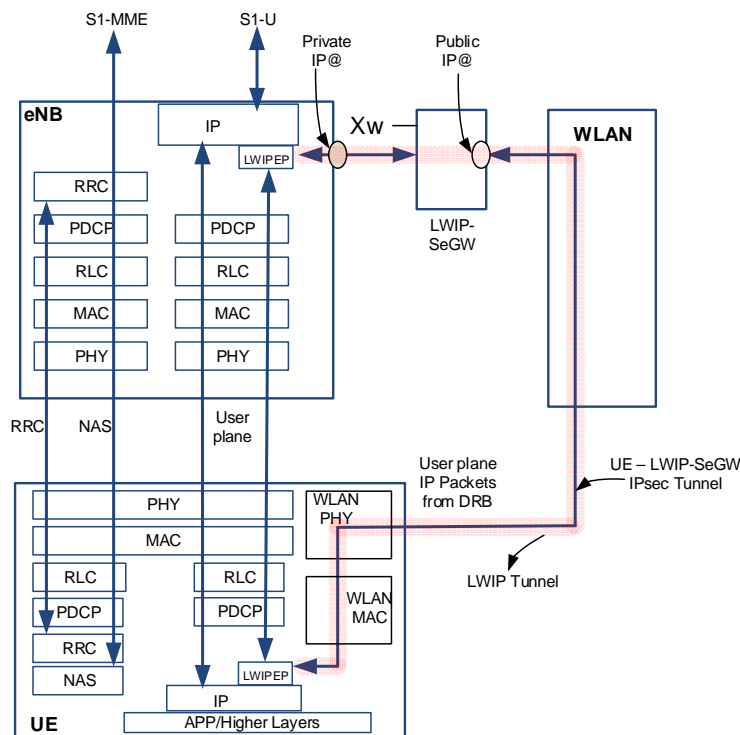 S1-MME
S1-U
Private
IP@
Public
IP@
eNB
IP
LWIPEP
Xw
WLAN
RRC
PDCP
PDCP
LWIP-
SeGW
RLC
RLC
MAC
MAC
PHY
PHY
RRC
NAS
User
plane
User plane
IP Packets
from DRB
UE – LWIP-SeGW
IPsec Tunnel
LWIP Tunnel
PHY
WLAN
PHY
MAC
RLC
RLC
WLAN
MAC
PDCP
PDCP
RRC
NAS
LWIPEP
IP
APP/Higher Layers
UE